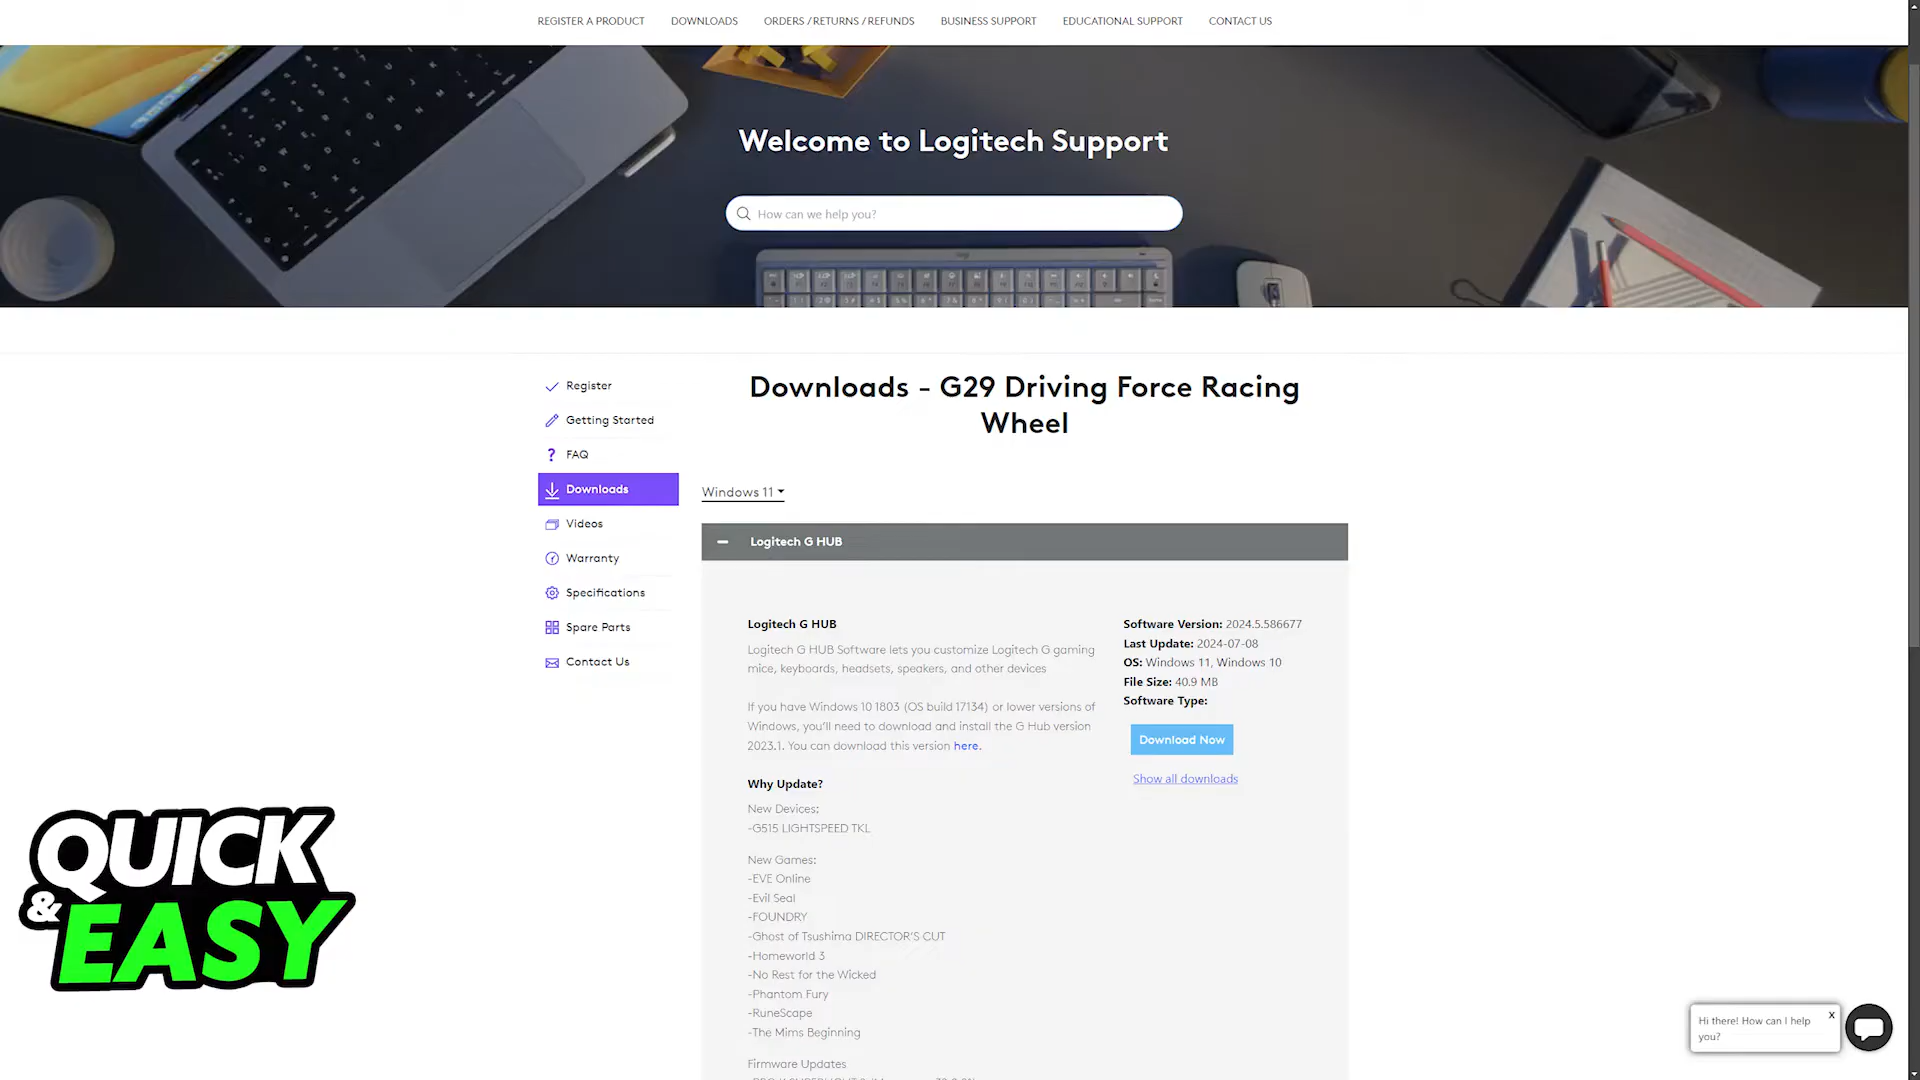 REGISTER A PRODUCT DOWNLOADS ORDERS / RETURNS / REFUNDS BUSINESS SUPPORT EDUCATIONAL SUPPORT CONTACT US
Welcome to Logitech Support
How can we help you?
Register
Getting Started
FAQ
Downloads
Videos
Warranty
Specifications
Spare Parts
Contact Us
Downloads - G29 Driving Force Racing
Wheel
Windows 11
Logitech G HUB
Logitech G HUB
Logitech G HUB Software lets you customize Logitech G gaming
mice, keyboards, headsets, speakers, and other devices
If you have Windows 10 1803 (OS build 17134) or lower versions of
Windows, you'll need to download and install the G Hub version
2023.1. You can download this version here.
Why Update?
New Devices:
-G515 LIGHTSPEED TKL
New Games:
-EVE Online
-Evil Seal
-FOUNDRY
-Ghost of Tsushima DIRECTOR'S CUT
-Homeworld 3
-No Rest for the Wicked
-Phantom Fury
-RuneScape
-The Mims Beginning
Firmware Updates
Software Version: 2024.5.586677
Last Update: 2024-07-08
OS: Windows 11, Windows 10
File Size: 40.9 MB
Software Type:
Download Now
Show all downloads
QUICK
& EASY
Hi there! How can I help
you?
x